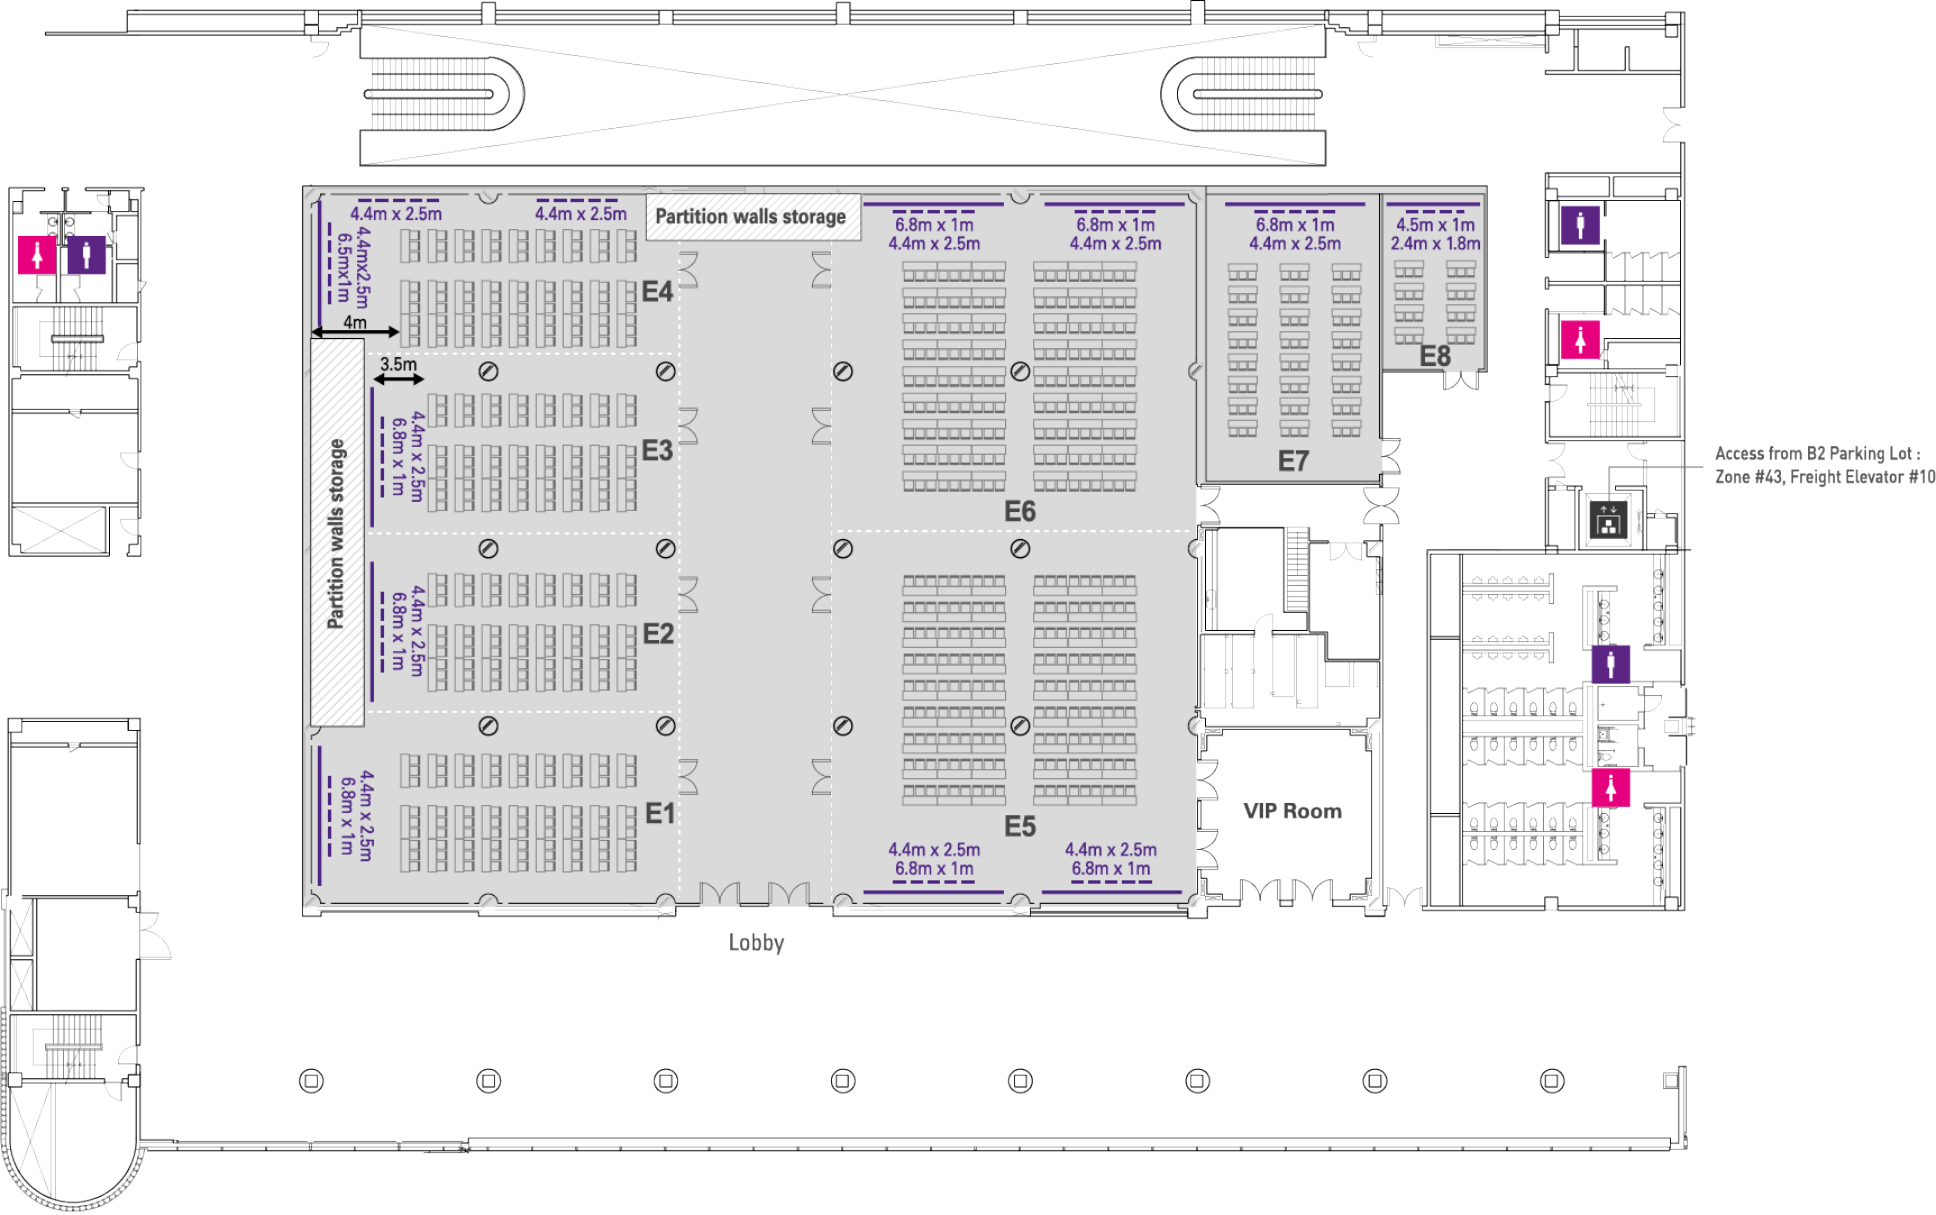 4.4m x 2.5m
4.4m x 2.5m
Partition walls storage
6.8m x 1m
4.4m x 2.5m
6.8m x 1m
4.4m x 2.5m
6.8m x 1m
4.4m x 2.5m
4.5m x 1m
2.4m x 1.8m
4.4mx2.5m
6.5mx1m
E4
4m
3.5m
E8
4.4m x 2.5m
6.8m x 1m
E3
E7
Access from B2 Parking Lot :
Zone #43, Freight Elevator #10
Partition walls storage
E6
4.4m x 2.5m
6.8m x 1m
E2
4.4m x 2.5m
6.8m x 1m
E1
E5
VIP Room
4.4m x 2.5m
6.8m x 1m
4.4m x 2.5m
6.8m x 1m
Lobby